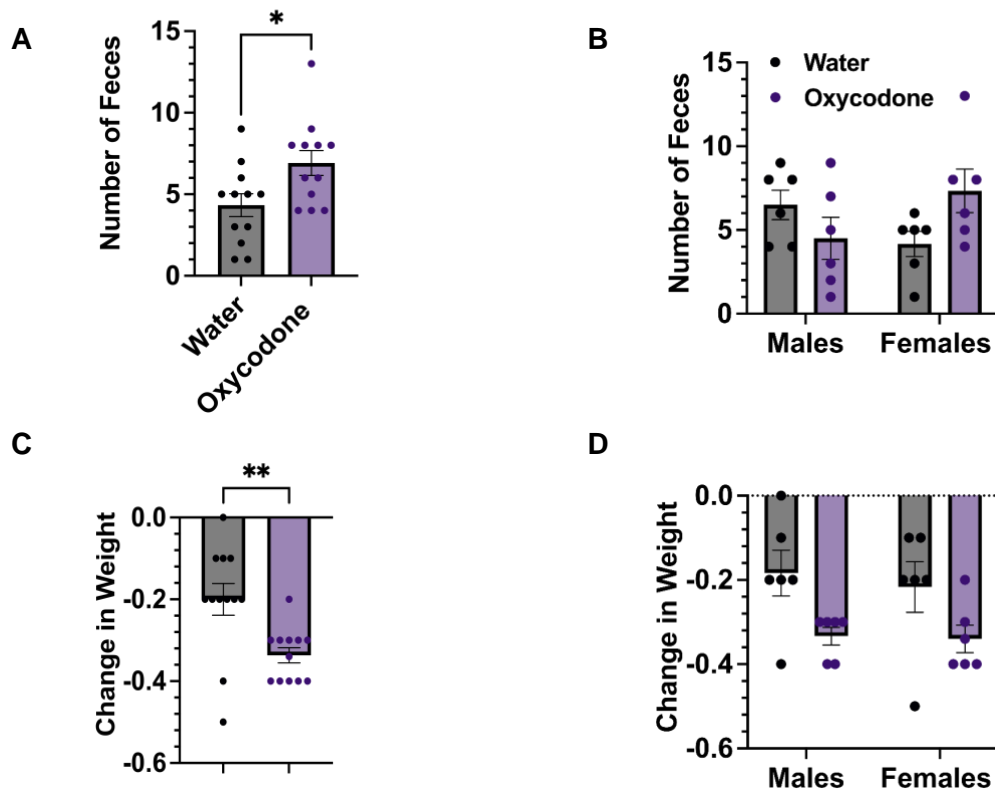 A
*
Number of Feces
15
10
5
0
Water
Oxycodone
B
Number of Feces
15
10
5
0
Water
Oxycodone
Males
Females
C
**
Change in Weight
0.0
-0.2
-0.4
-0.6
D
Change in Weight
0.0
-0.2
-0.4
-0.6
Males
Females